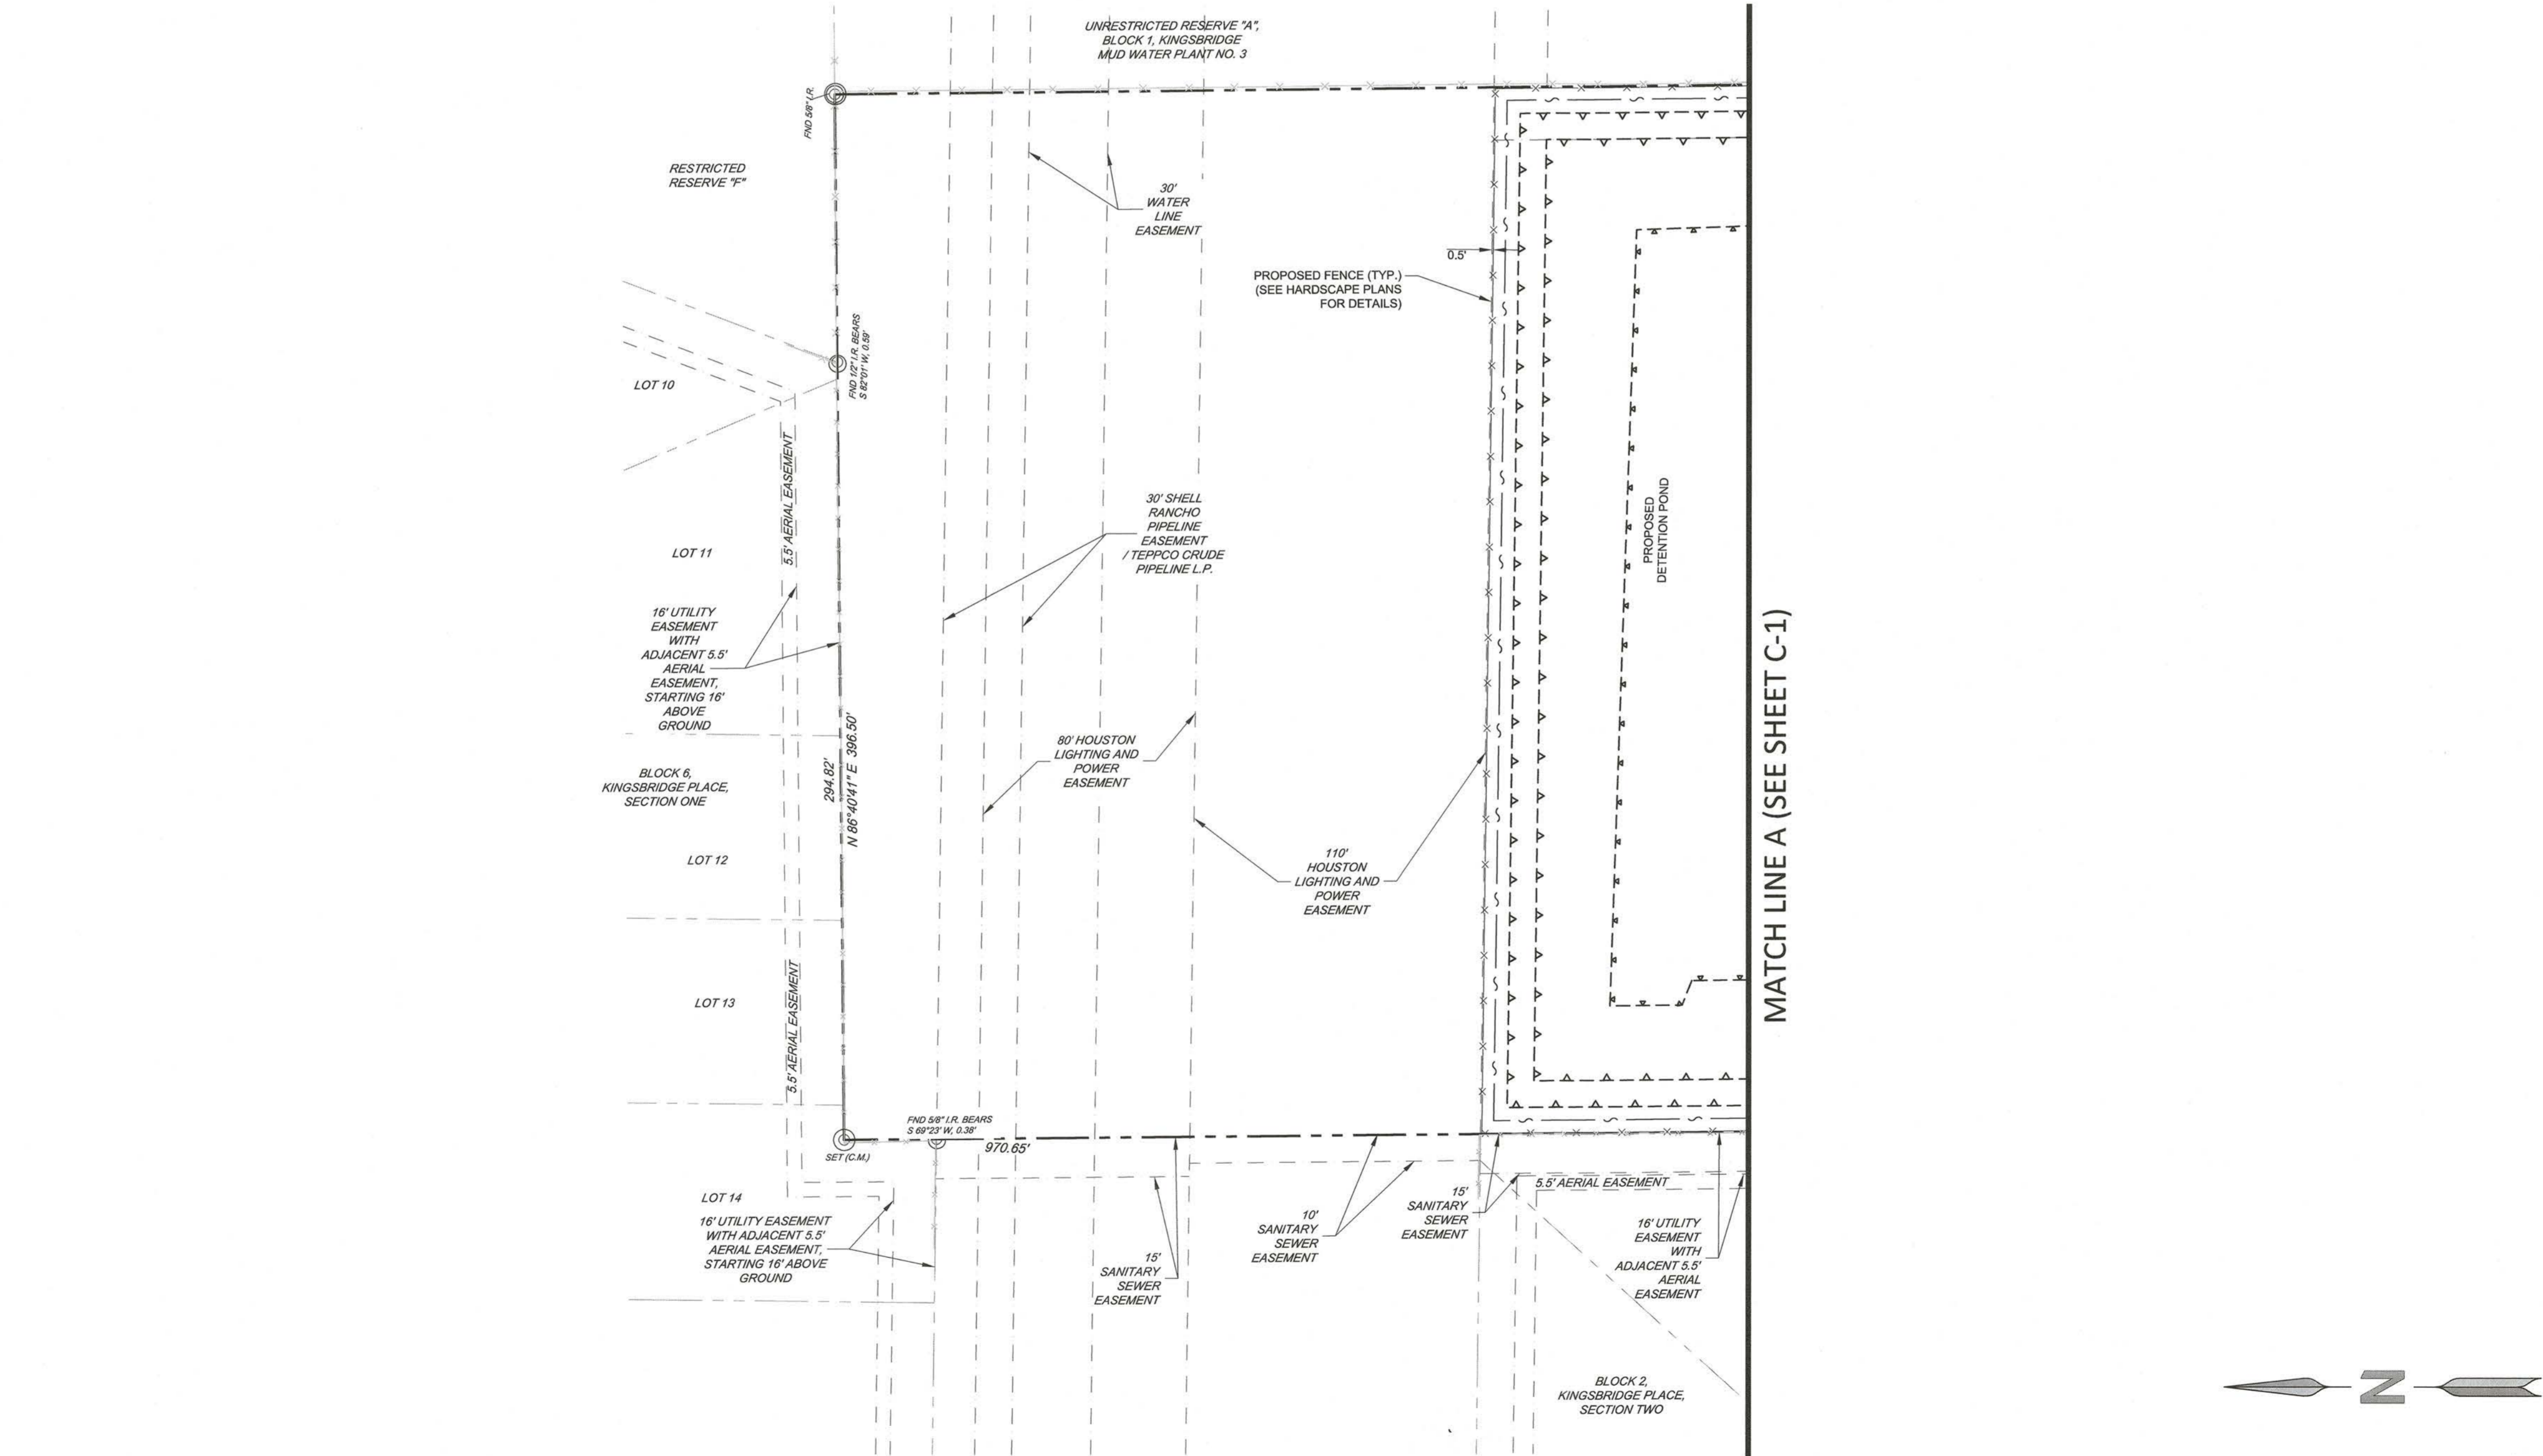 UNRESTRICTED RESERVE "A",
BLOCK 1, KINGSBRIDGE
MUD WATER PLANT NO. 3
FND 5/8" I.R.
RESTRICTED
RESERVE "F"
30'
WATER
LINE
EASEMENT
0.5'
PROPOSED FENCE (TYP.)
(SEE HARDSCAPE PLANS
FOR DETAILS)
FND 1/2" I.R. BEARS
S 82°01' W, 0.59'
LOT 10
5.5' AERIAL EASEMENT
30' SHELL
RANCHO
PIPELINE
EASEMENT
/ TEPPCO CRUDE
PIPELINE L.P.
PROPOSED
DETENTION POND
LOT 11
16' UTILITY
EASEMENT
WITH
ADJACENT 5.5'
AERIAL
EASEMENT,
STARTING 16'
ABOVE
GROUND
MATCH LINE A (SEE SHEET C-1)
294.82'
N 86°40'41" E 396.50'
80' HOUSTON
LIGHTING AND
POWER
EASEMENT
BLOCK 6,
KINGSBRIDGE PLACE,
SECTION ONE
LOT 12
110'
HOUSTON
LIGHTING AND
POWER
EASEMENT
LOT 13
5.5' AERIAL EASEMENT
FND 5/8" I.R. BEARS
S 69°23' W, 0.38'
970.65'
SET (C.M.)
LOT 14
16' UTILITY EASEMENT
WITH ADJACENT 5.5'
AERIAL EASEMENT,
STARTING 16' ABOVE
GROUND
15'
SANITARY
SEWER
EASEMENT
10'
SANITARY
SEWER
EASEMENT
15'
SANITARY
SEWER
EASEMENT
5.5' AERIAL EASEMENT
16' UTILITY
EASEMENT
WITH
ADJACENT 5.5'
AERIAL
EASEMENT
BLOCK 2,
KINGSBRIDGE PLACE,
SECTION TWO
N